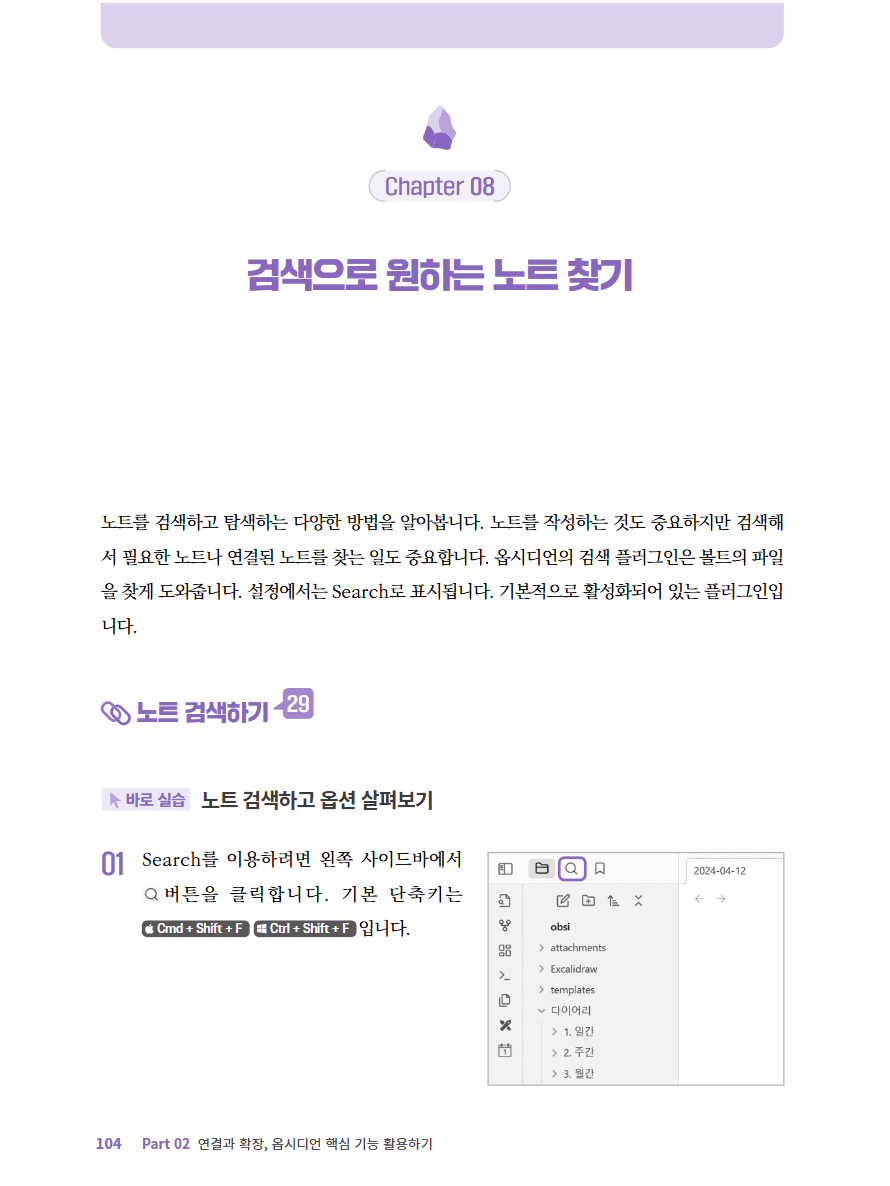 Chapter 08
검색으로 원하는 노트 찾기
노트를 검색하고 탐색하는 다양한 방법을 알아봅니다. 노트를 작성하는 것도 중요하지만 검색해
서 필요한 노트나 연결된 노트를 찾는 일도 중요합니다. 옵시디언의 검색 플러그인은 볼트의 파일
을 찾게 도와줍니다. 설정에서는 Search로 표시됩니다. 기본적으로 활성화되어 있는 플러그인입
니다.
노트 검색하기 29
바로 실습 노트 검색하고 옵션 살펴보기
01 Search를 이용하려면 왼쪽 사이드바에서
버튼을 클릭합니다. 기본 단축키는
Cmd + Shift + F Ctrl + Shift + F 입니다.
2024-04-12
obsi
attachments
Excalidraw
templates
다이어리
1. 일간
2. 주간
3. 월간
1
104 Part 02 연결과 확장, 옵시디언 핵심 기능 활용하기